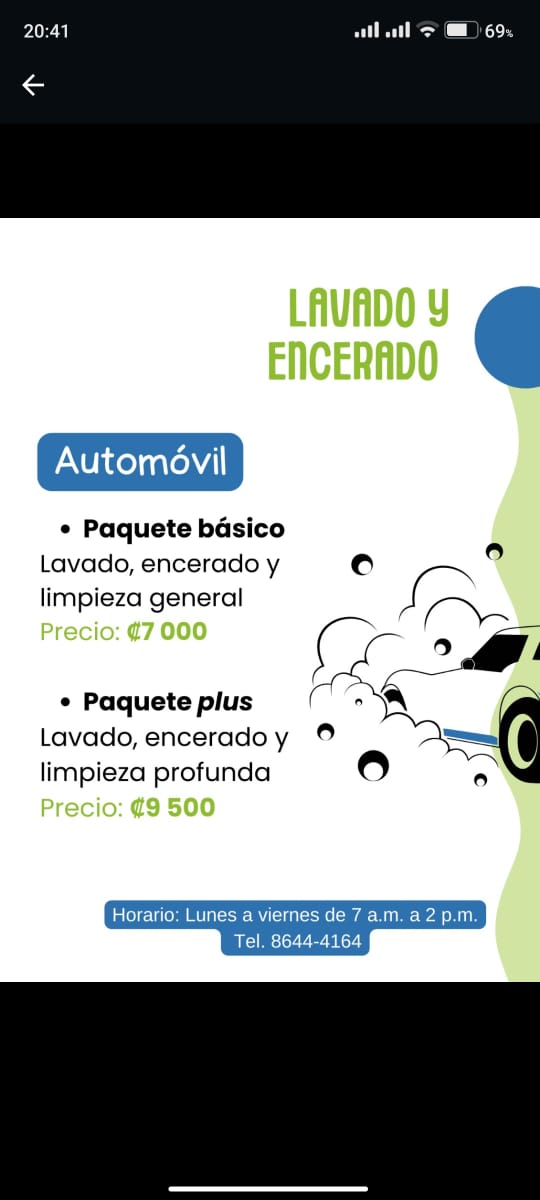 20:41
69%
LAVADO Y
ENCERADO
Automóvil
• Paquete básico
Lavado, encerado y
limpieza general
Precio: ₡7 000
• Paquete plus
Lavado, encerado y
limpieza profunda
Precio: ₡9 500
Horario: Lunes a viernes de 7 a.m. a 2 p.m.
Tel. 8644-4164